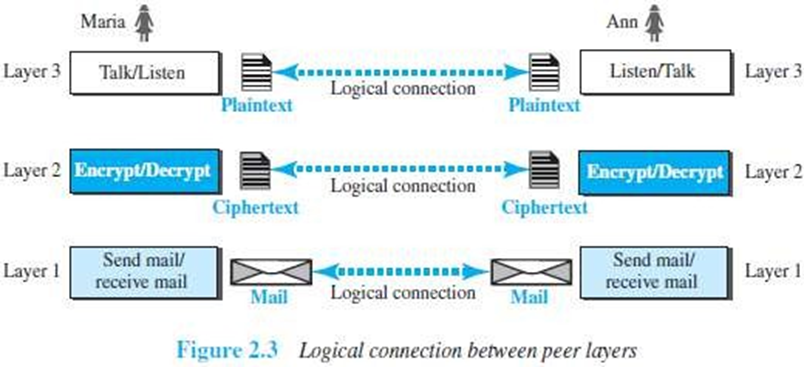 Maria Ann
Layer 3 Talk/Listen Listen/Talk Layer 3
Logical connection
Plaintext Plaintext
Layer 2 Encrypt/Decrypt Encrypt/Decrypt Layer 2
Logical connection
Ciphertext Ciphertext
Send mail/ Send mail/
Layer 1 receive mail receive mail Layer 1
Mail Logical connection Mail
Figure 2.3 Logical connection between peer layers